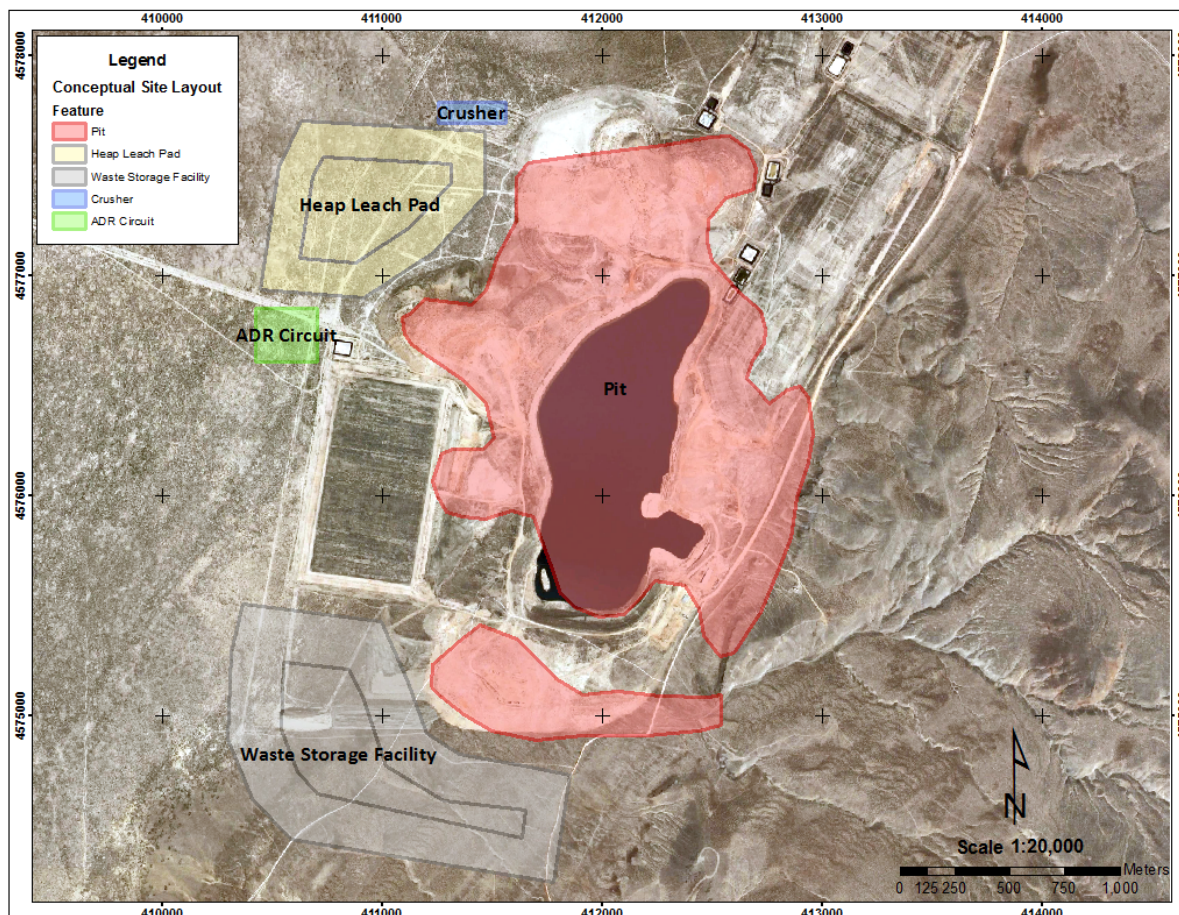 410000 411000 412000 413000 414000
4578000
4577000
4576000
4575000
Legend
Conceptual Site Layout
Feature
Pit
Heap Leach Pad
Waste Storage Facility
Crusher
ADR Circuit
Crusher
Heap Leach Pad
ADR Circuit
Pit
Waste Storage Facility
N
Scale 1:20,000
Meters
0 125 250 500 750 1,000
410000 411000 412000 413000 414000